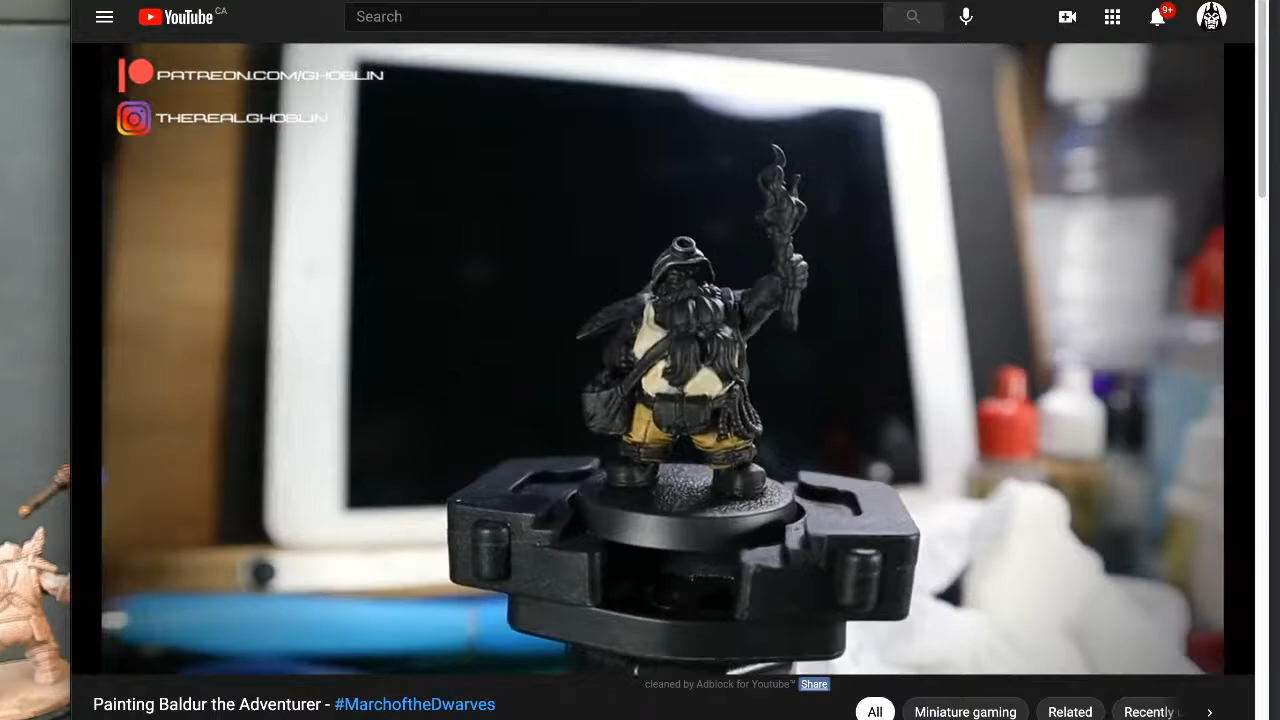 YouTube CA
Search
9+
PATREON.COM/GHOBLIN
THEREALGHOBLIN
cleaned by Adblock for Youtube™ Share
Painting Baldur the Adventurer - #MarchoftheDwarves
All Miniature gaming Related Recently